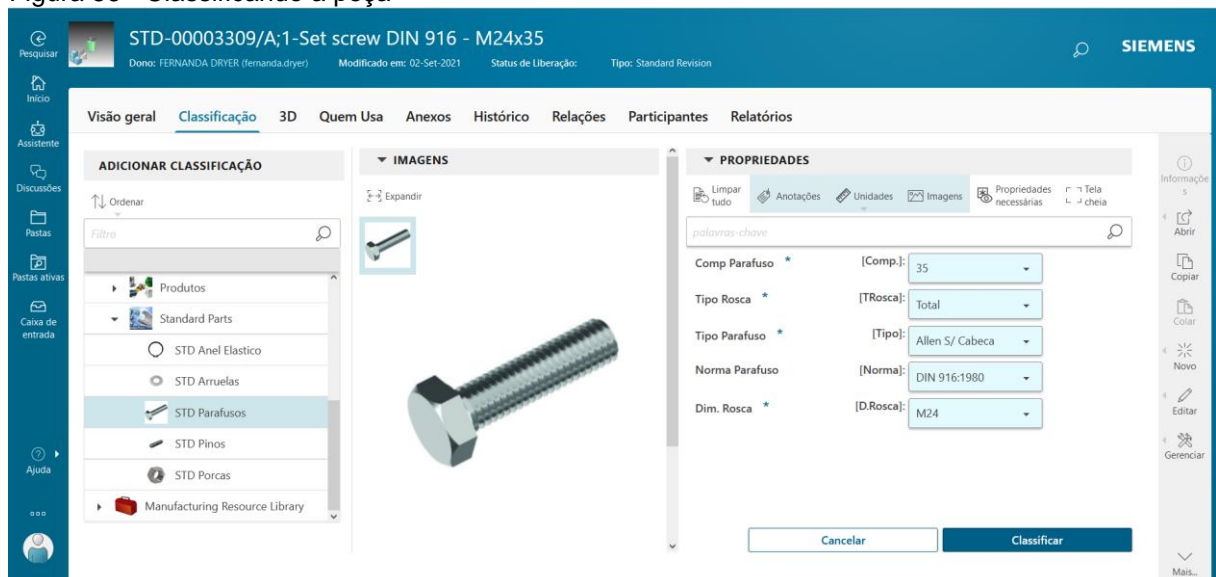 Pesquisar
Início
Assistente
Discussões
Pastas
Pastas ativas
Caixa de
entrada
Ajuda
STD-00003309/A;1-Set screw DIN 916 - M24x35
Dono: FERNANDA DRYER (fernanda.dryer) Modificado em: 02-Set-2021 Status de Liberação: Tipo: Standard Revision
SIEMENS
Visão geral Classificação 3D Quem Usa Anexos Histórico Relações Participantes Relatórios
ADICIONAR CLASSIFICAÇÃO
Ordenar
Filtro
Produtos
Standard Parts
STD Anel Elastico
STD Arruelas
STD Parafusos
STD Pinos
STD Porcas
Manufacturing Resource Library
IMAGENS
Expandir
PROPRIEDADES
Limpar
tudo
Anotações
Unidades
Imagens
Propriedades
necessárias
Tela
cheia
palavras-chave
Comp Parafuso * [Comp.]: 35
Tipo Rosca * [TRosca]: Total
Tipo Parafuso * [Tipo]: Allen S/ Cabeca
Norma Parafuso [Norma]: DIN 916:1980
Dim. Rosca * [D.Rosca]: M24
Cancelar Classificar
Informaçõe
s
Abrir
Copiar
Colar
Novo
Editar
Gerenciar
Mais...